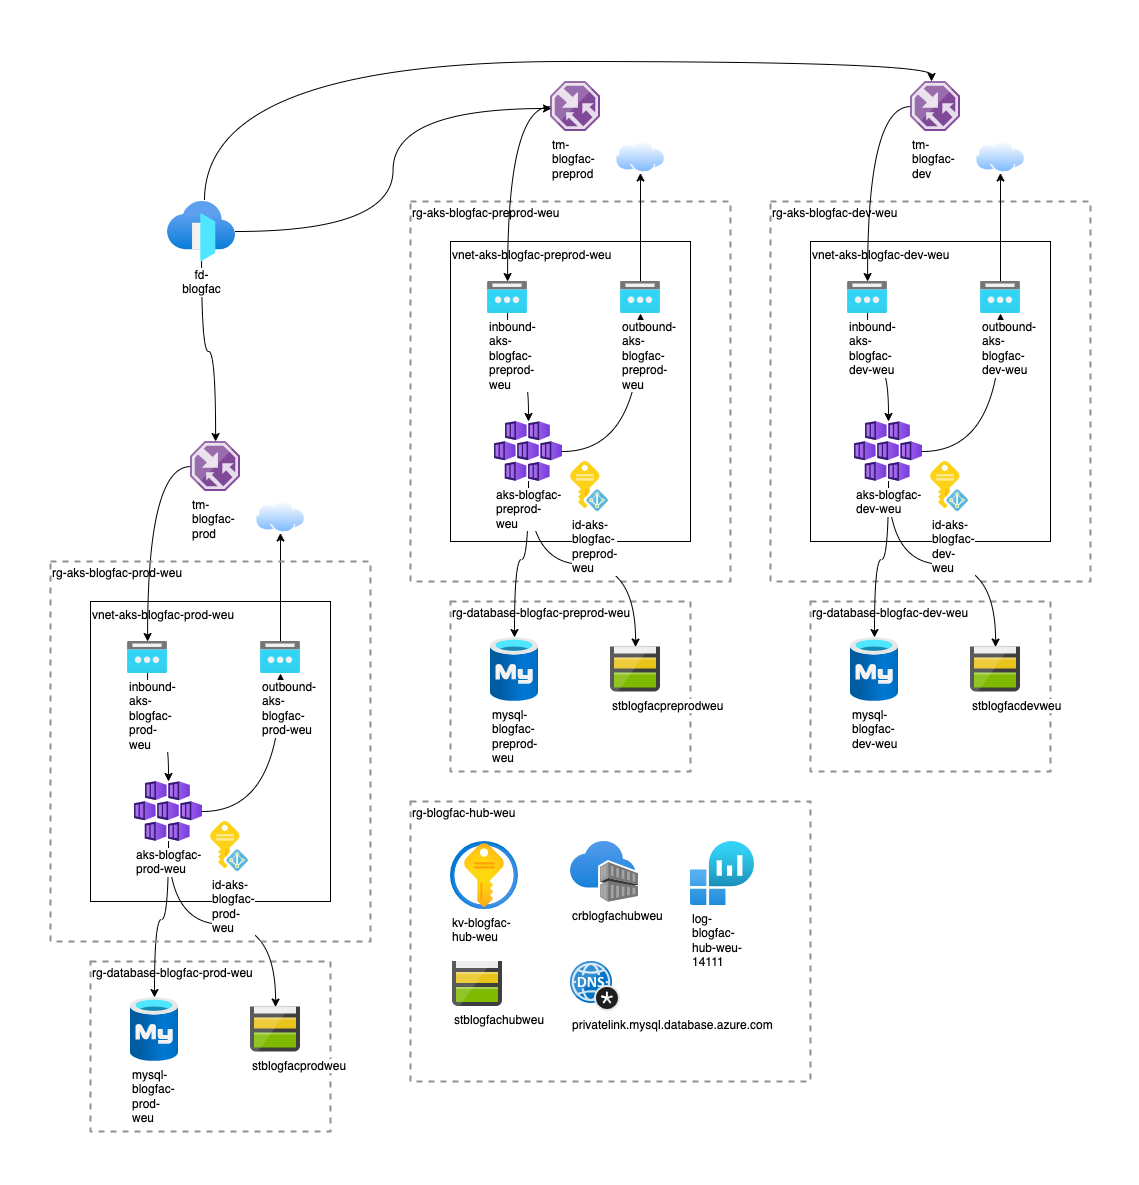 tm-
blogfac-
preprod
tm-
blogfac-
dev
rg-aks-blogfac-preprod-weu
vnet-aks-blogfac-preprod-weu
inbound-
aks-
blogfac-
preprod-
weu
outbound-
aks-
blogfac-
preprod-
weu
aks-blogfac-
preprod-
weu
id-aks-
blogfac-
preprod-
weu
rg-aks-blogfac-dev-weu
vnet-aks-blogfac-dev-weu
inbound-
aks-
blogfac-
dev-weu
outbound-
aks-
blogfac-
dev-weu
aks-blogfac-
dev-weu
id-aks-
blogfac-
dev-
weu
fd-
blogfac
tm-
blogfac-
prod
rg-aks-blogfac-prod-weu
vnet-aks-blogfac-prod-weu
inbound-
aks-
blogfac-
prod-
weu
outbound-
aks-
blogfac-
prod-weu
aks-blogfac-
prod-weu
id-aks-
blogfac-
prod-
weu
rg-database-blogfac-preprod-weu
My
mysql-
blogfac-
preprod-
weu
stblogfacpreprodweu
rg-database-blogfac-dev-weu
My
mysql-
blogfac-
dev-weu
stblogfacdevweu
rg-database-blogfac-prod-weu
My
mysql-
blogfac-
prod-
weu
stblogfacprodweu
rg-blogfac-hub-weu
kv-blogfac-
hub-weu
crblogfachubweu
log-
blogfac-
hub-weu-
14111
stblogfachubweu
DNS
privatelink.mysql.database.azure.com